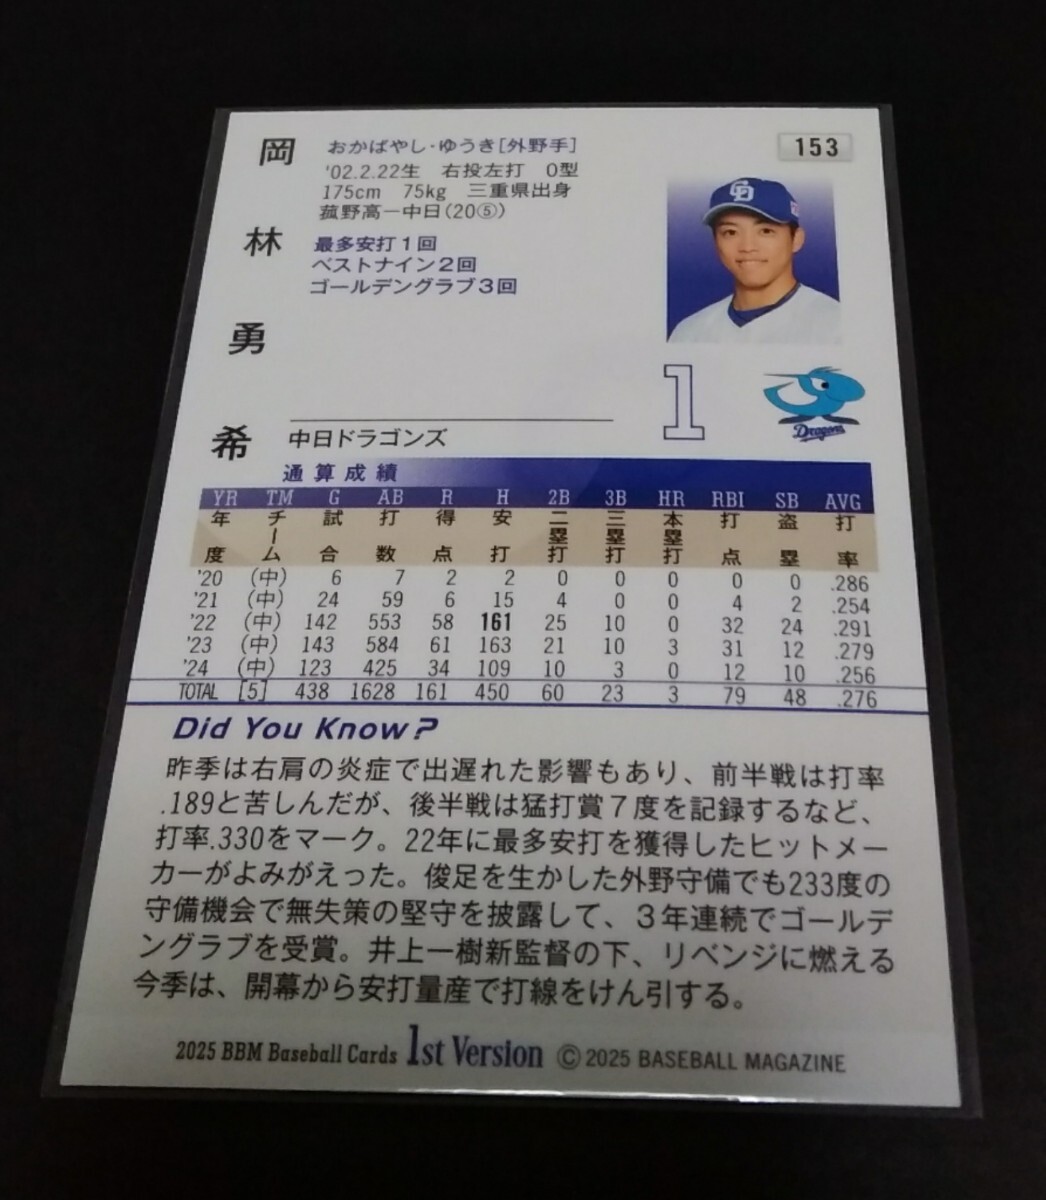 岡林勇希
おかばやし・ゆうき[外野手]
'02.2.22生 右投左打 O型
175cm 75kg 三重県出身
菰野高ー中日(20⑤)
最多安打1回
ベストナイン2回
ゴールデングラブ3回
中日ドラゴンズ
153
CD
1
Dragons
通算成績
YR TM G AB R H 2B 3B HR RBI SB AVG
年度 チーム 試合 打数 得点 安打 二塁打 三塁打 本塁打 打点 盗塁 打率
'20 (中) 6 7 2 2 0 0 0 0 0 .286
'21 (中) 24 59 6 15 4 0 0 4 2 .254
'22 (中) 142 553 58 161 25 10 0 32 24 .291
'23 (中) 143 584 61 163 21 10 3 31 12 .279
'24 (中) 123 425 34 109 10 3 0 12 10 .256
TOTAL [5] 438 1628 161 450 60 23 3 79 48 .276
Did You Know?
昨季は右肩の炎症で出遅れた影響もあり、前半戦は打率
.189と苦しんだが、後半戦は猛打賞7度を記録するなど、
打率.330をマーク。22年に最多安打を獲得したヒットメー
カーがよみがえった。俊足を生かした外野守備でも233度の
守備機会で無失策の堅守を披露して、3年連続でゴールデ
ングラブを受賞。井上一樹新監督の下、リベンジに燃える
今季は、開幕から安打量産で打線をけん引する。
2025 BBM Baseball Cards 1st Version © 2025 BASEBALL MAGAZINE